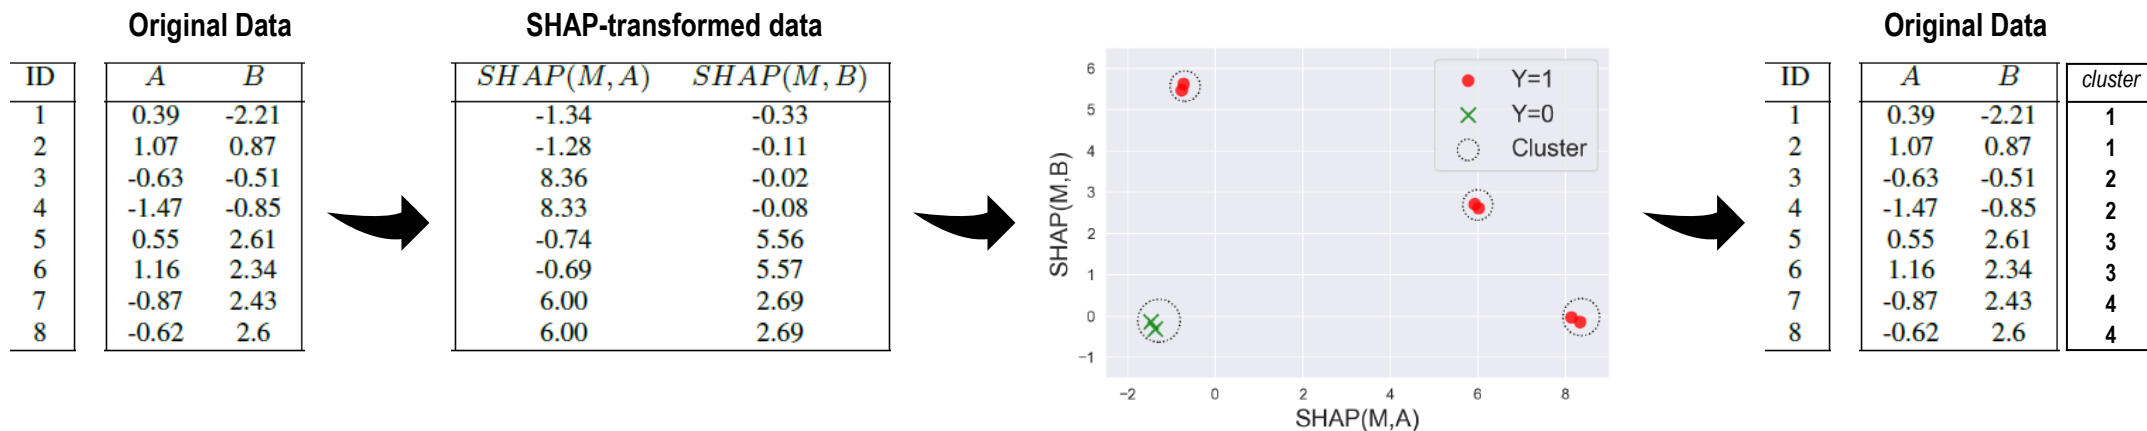 Original Data
ID A B
1 0.39 -2.21
2 1.07 0.87
3 -0.63 -0.51
4 -1.47 -0.85
5 0.55 2.61
6 1.16 2.34
7 -0.87 2.43
8 -0.62 2.6
SHAP-transformed data
SHAP(M, A) SHAP(M, B)
-1.34 -0.33
-1.28 -0.11
8.36 -0.02
8.33 -0.08
-0.74 5.56
-0.69 5.57
6.00 2.69
6.00 2.69
SHAP(M,B)
6
5
4
3
2
1
0
−1
−2 0 2 4 6 8
SHAP(M,A)
Y=1
Y=0
Cluster
Original Data
ID A B cluster
1 0.39 -2.21 1
2 1.07 0.87 1
3 -0.63 -0.51 2
4 -1.47 -0.85 2
5 0.55 2.61 3
6 1.16 2.34 3
7 -0.87 2.43 4
8 -0.62 2.6 4